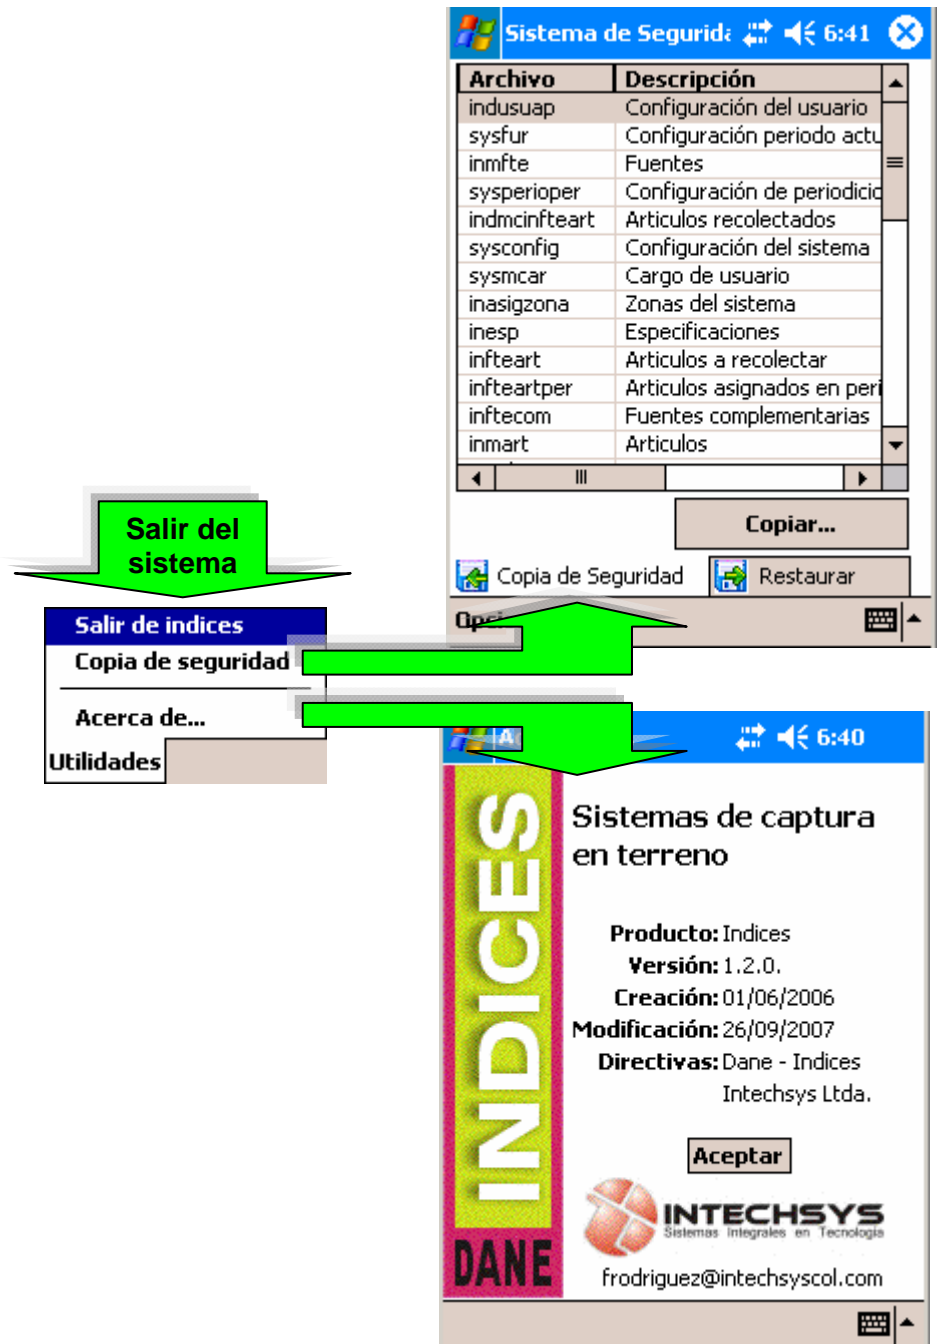 Sistema de Segurida 6:41
Archivo Descripción
indusuap Configuración del usuario
sysfur Configuración periodo actu
inmfte Fuentes
sysperioper Configuración de periodicid
indmcinfteart Articulos recolectados
sysconfig Configuración del sistema
sysmcar Cargo de usuario
inasigzona Zonas del sistema
inesp Especificaciones
infteart Articulos a recolectar
infteartper Articulos asignados en peri
inftecom Fuentes complementarias
inmart Articulos
Copiar...
Copia de Seguridad Restaurar
Opci
Salir del
sistema
Salir de indices
Copia de seguridad
Acerca de...
Utilidades
6:40
INDICES
DANE
Sistemas de captura
en terreno
Producto: Indices
Versión: 1.2.0.
Creación: 01/06/2006
Modificación: 26/09/2007
Directivas: Dane - Indices
Intechsys Ltda.
Aceptar
INTECHSYS
Sistemas Integrales en Tecnología
frodriguez@intechsyscol.com